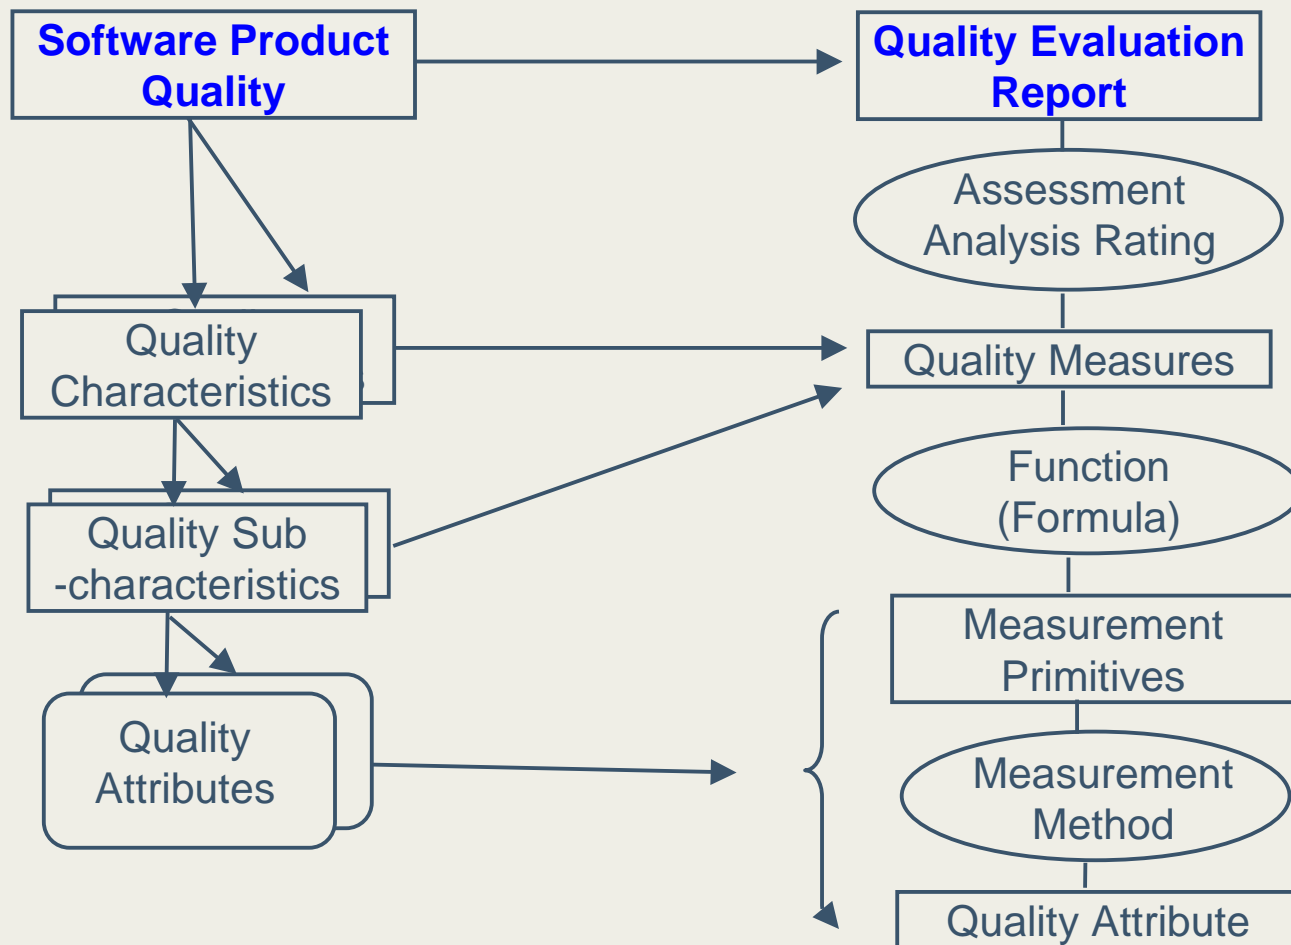 Software Product
Quality
Quality Evaluation
Report
Assessment
Analysis Rating
Quality
Characteristics
Quality Measures
Function
(Formula)
Quality Sub
-characteristics
Measurement
Primitives
Quality
Attributes
Measurement
Method
Quality Attribute